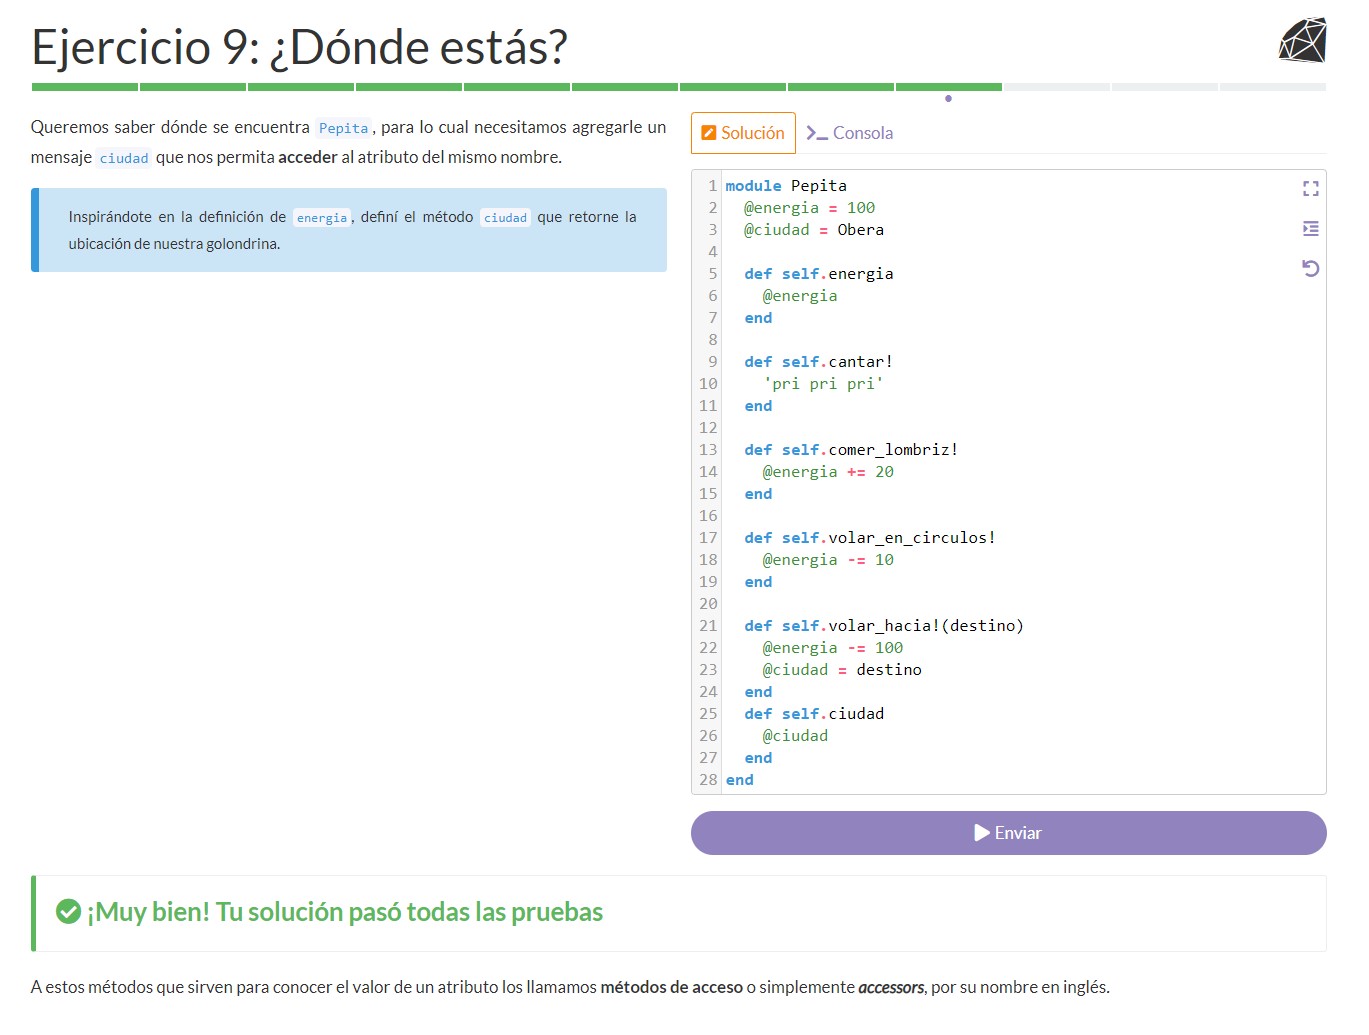 Ejercicio 9: ¿Dónde estás?
Queremos saber dónde se encuentra Pepita, para lo cual necesitamos agregarle un
mensaje ciudad que nos permita acceder al atributo del mismo nombre.
Inspirándote en la definición de energia, definí el método ciudad que retorne la
ubicación de nuestra golondrina.
Solución
Consola
1 module Pepita
2   @energia = 100
3   @ciudad = Obera
4
5   def self.energia
6     @energia
7   end
8
9   def self.cantar!
10     'pri pri pri'
11   end
12
13   def self.comer_lombriz!
14     @energia += 20
15   end
16
17   def self.volar_en_circulos!
18     @energia -= 10
19   end
20
21   def self.volar_hacia!(destino)
22     @energia -= 100
23     @ciudad = destino
24   end
25   def self.ciudad
26     @ciudad
27   end
28 end
Enviar
¡Muy bien! Tu solución pasó todas las pruebas
A estos métodos que sirven para conocer el valor de un atributo los llamamos métodos de acceso o simplemente accessors, por su nombre en inglés.